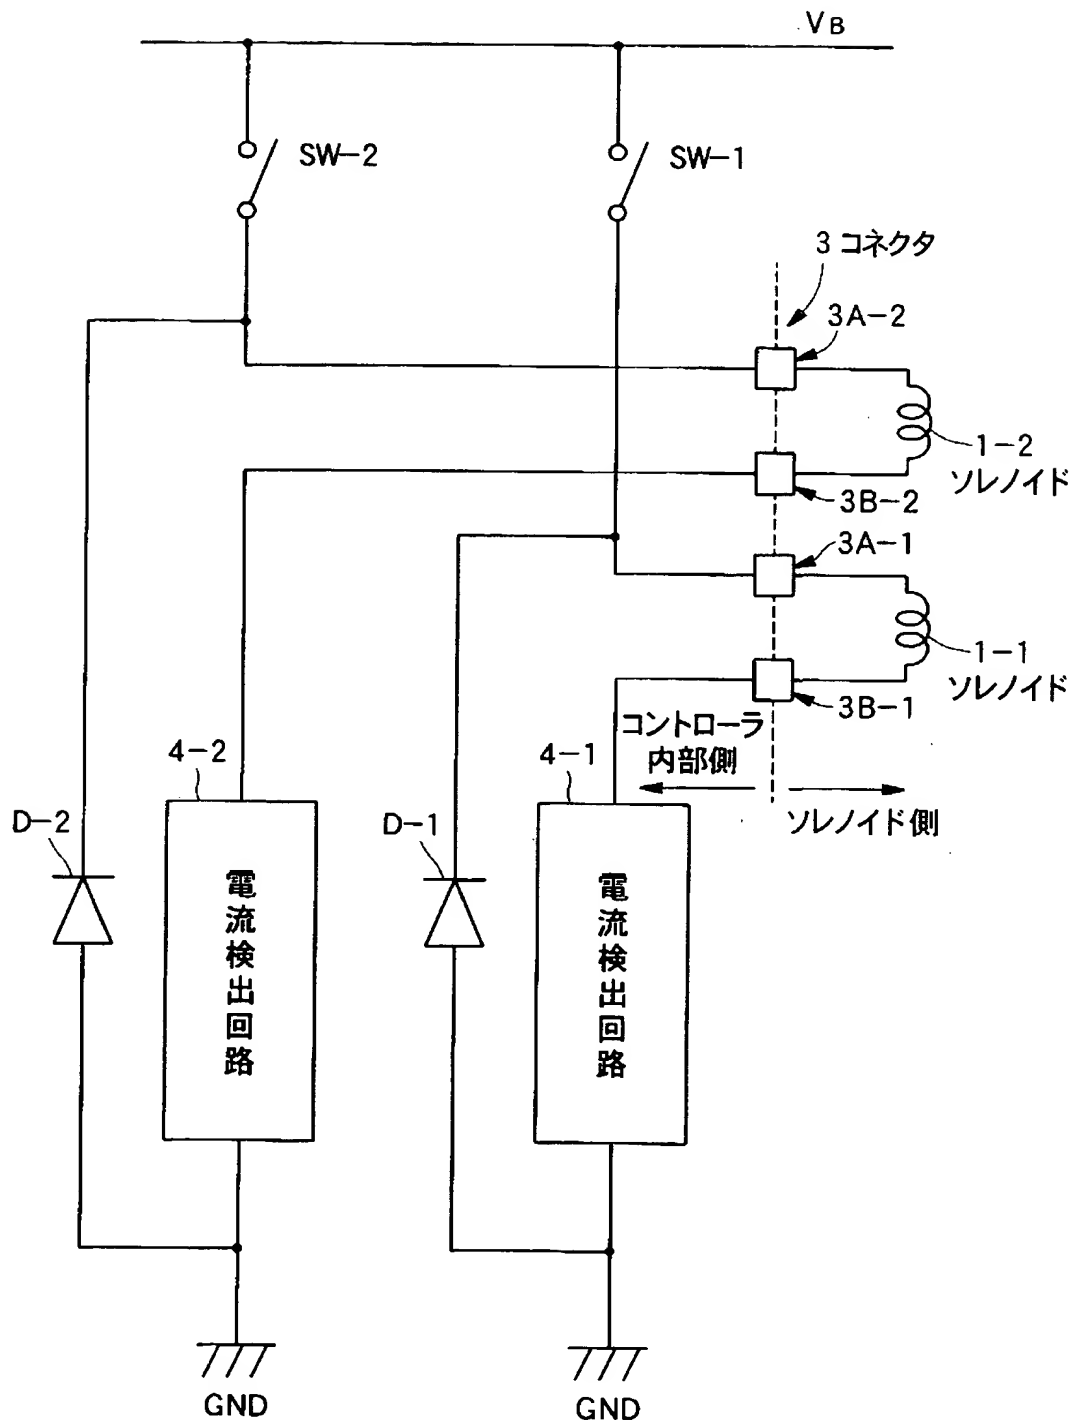 VB
SW-2
SW-1
3 コネクタ
3A-2
1-2
ソレノイド
3B-2
3A-1
1-1
ソレノイド
3B-1
コントローラ
内部側
ソレノイド側
4-2
4-1
D-2
D-1
電流検出回路
電流検出回路
GND
GND